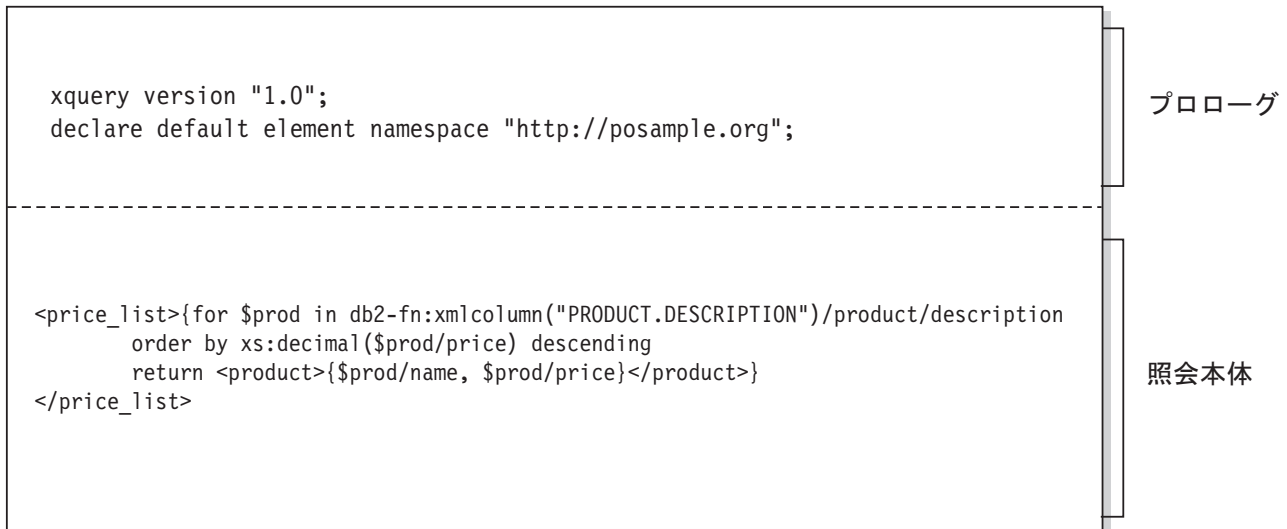 xquery version "1.0";
declare default element namespace "http://posample.org";
プロローグ
<price_list>{for $prod in db2-fn:xmlcolumn("PRODUCT.DESCRIPTION")/product/description
order by xs:decimal($prod/price) descending
return <product>{$prod/name, $prod/price}</product>}
</price_list>
照会本体